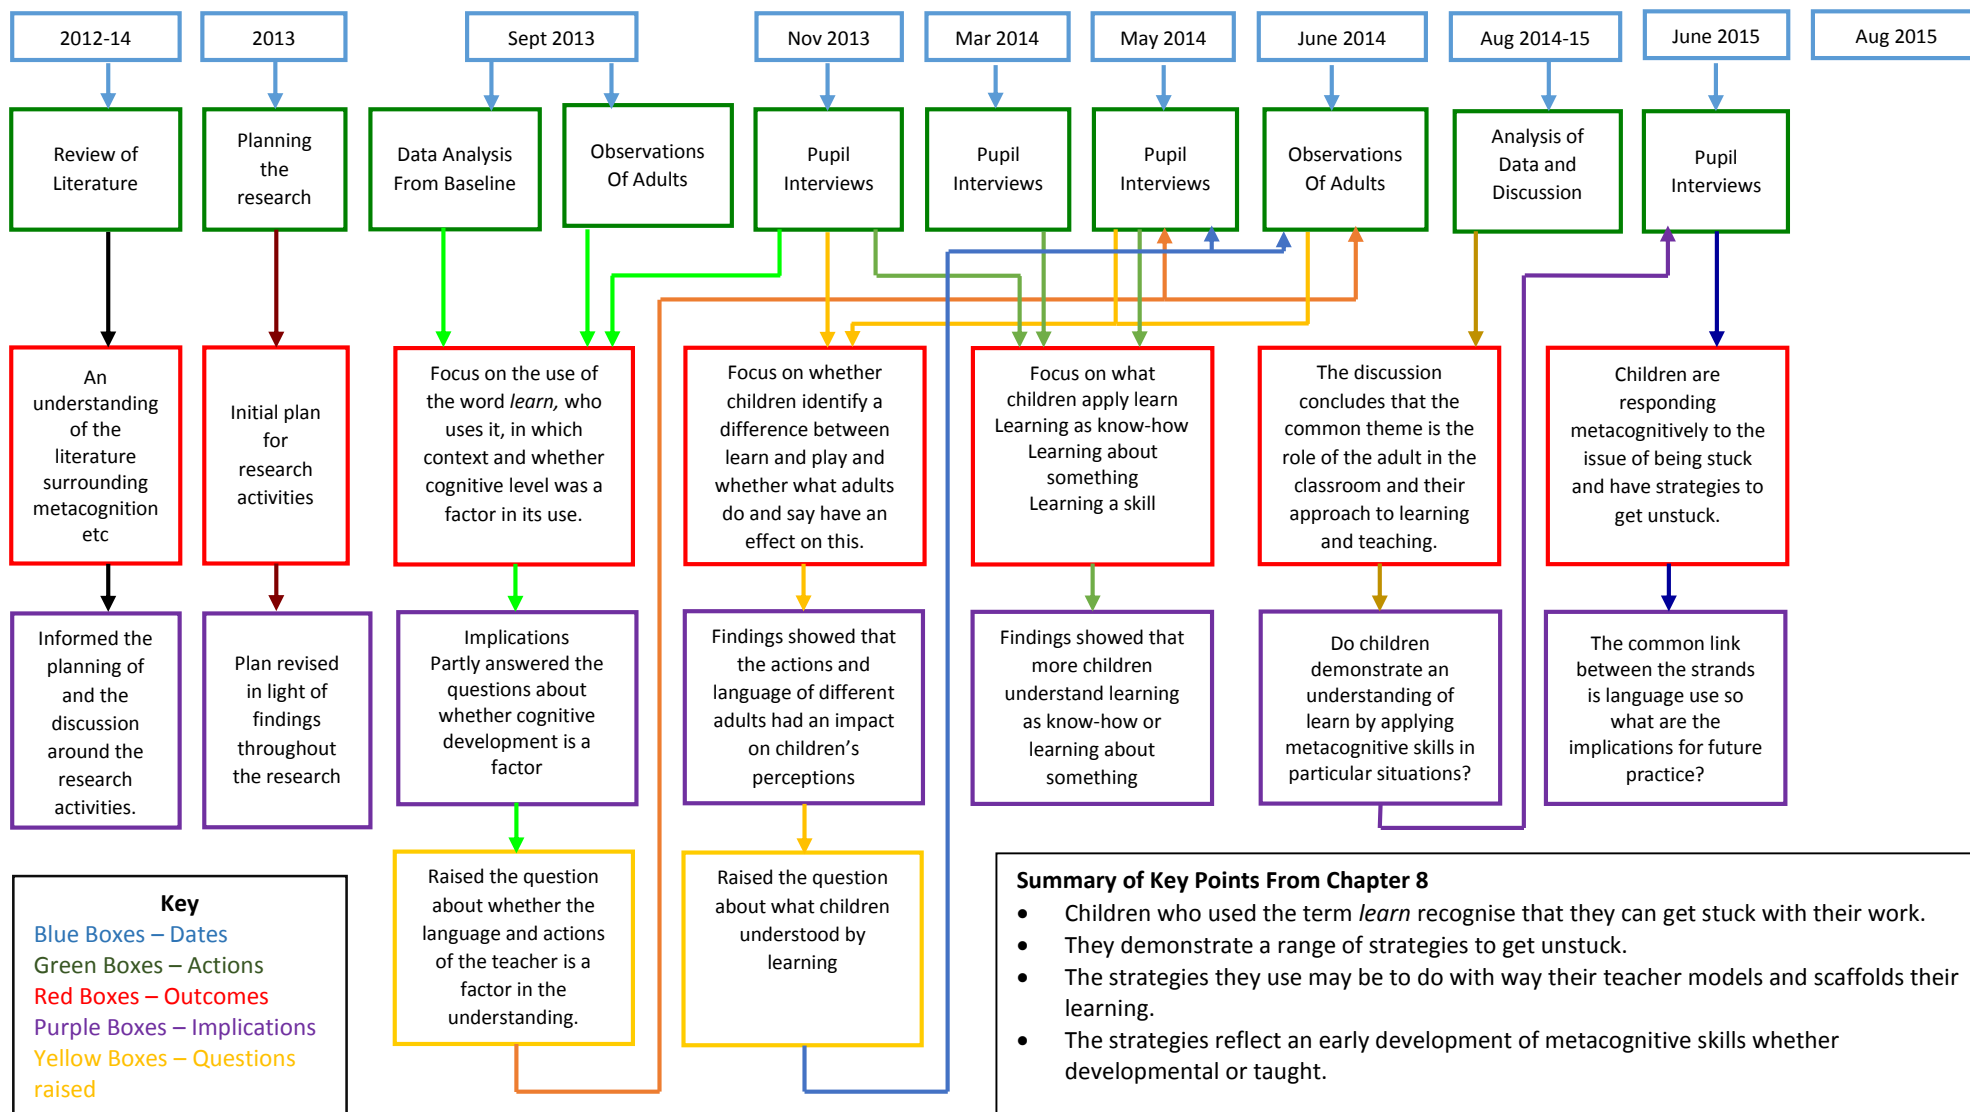 2012-14
2013
Sept 2013
Nov 2013
Mar 2014
May 2014
June 2014
Aug 2014-15
June 2015
Aug 2015
Review of
Literature
Planning
the
research
Data Analysis
From Baseline
Observations
Of Adults
Pupil
Interviews
Pupil
Interviews
Pupil
Interviews
Observations
Of Adults
Analysis of
Data and
Discussion
Pupil
Interviews
An
understanding
of the
literature
surrounding
metacognition
etc
Initial plan
for
research
activities
Focus on the use of
the word learn, who
uses it, in which
context and whether
cognitive level was a
factor in its use.
Focus on whether
children identify a
difference between
learn and play and
whether what adults
do and say have an
effect on this.
Focus on what
children apply learn
Learning as know-how
Learning about
something
Learning a skill
The discussion
concludes that the
common theme is the
role of the adult in the
classroom and their
approach to learning
and teaching.
Children are
responding
metacognitively to the
issue of being stuck
and have strategies to
get unstuck.
Informed the
planning of
and the
discussion
around the
research
activities.
Plan revised
in light of
findings
throughout
the research
Implications
Partly answered the
questions about
whether cognitive
development is a
factor
Findings showed that
the actions and
language of different
adults had an impact
on children’s
perceptions
Findings showed that
more children
understand learning
as know-how or
learning about
something
Do children
demonstrate an
understanding of
learn by applying
metacognitive skills in
particular situations?
The common link
between the strands
is language use so
what are the
implications for future
practice?
Raised the question
about whether the
language and actions
of the teacher is a
factor in the
understanding.
Raised the question
about what children
understood by
learning
Key
Blue Boxes – Dates
Green Boxes – Actions
Red Boxes – Outcomes
Purple Boxes – Implications
Yellow Boxes – Questions
raised
Summary of Key Points From Chapter 8
• Children who used the term learn recognise that they can get stuck with their work.
• They demonstrate a range of strategies to get unstuck.
• The strategies they use may be to do with way their teacher models and scaffolds their
learning.
• The strategies reflect an early development of metacognitive skills whether
developmental or taught.